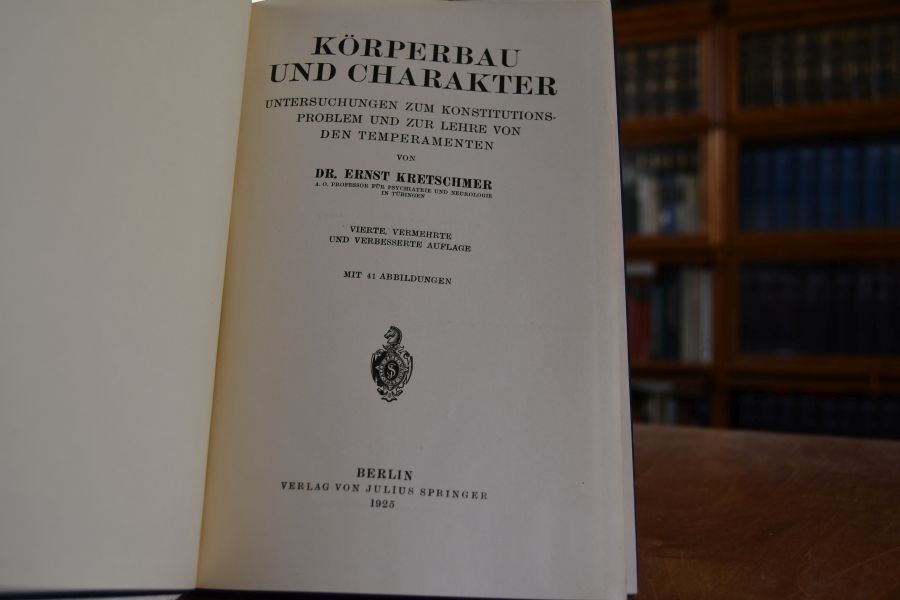 KÖRPERBAU
UND CHARAKTER
UNTERSUCHUNGEN ZUM KONSTITUTIONS-
PROBLEM UND ZUR LEHRE VON
DEN TEMPERAMENTEN
VON
DR. ERNST KRETSCHMER
A. O. PROFESSOR FÜR PSYCHIATRIE UND NEUROLOGIE
IN TÜBINGEN
VIERTE, VERMEHRTE
UND VERBESSERTE AUFLAGE
MIT 41 ABBILDUNGEN
BERLIN
VERLAG VON JULIUS SPRINGER
1925